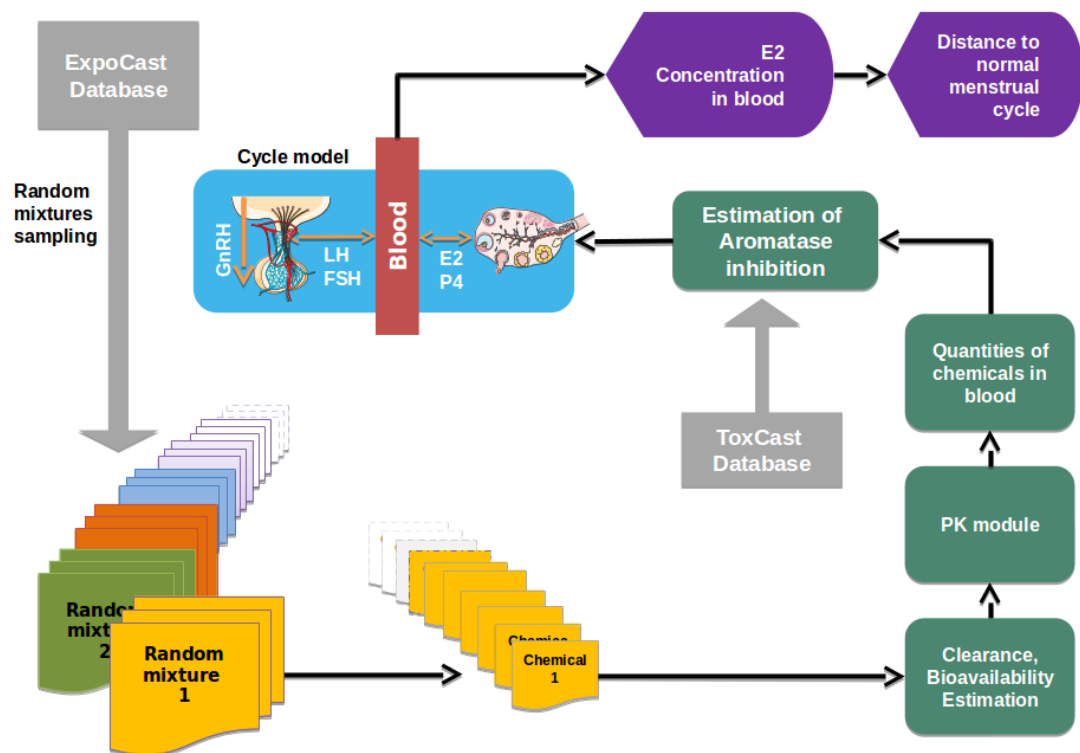 ExpoCast
Database
Random
mixtures
sampling
Cycle model
GnRH
LH
FSH
Blood
E2
P4
E2
Concentration
in blood
Distance to
normal
menstrual
cycle
Estimation of
Aromatase
inhibition
ToxCast
Database
Quantities of
chemicals in
blood
PK module
Clearance,
Bioavailability
Estimation
Random
2
Random
mixture
1
Chemical
1